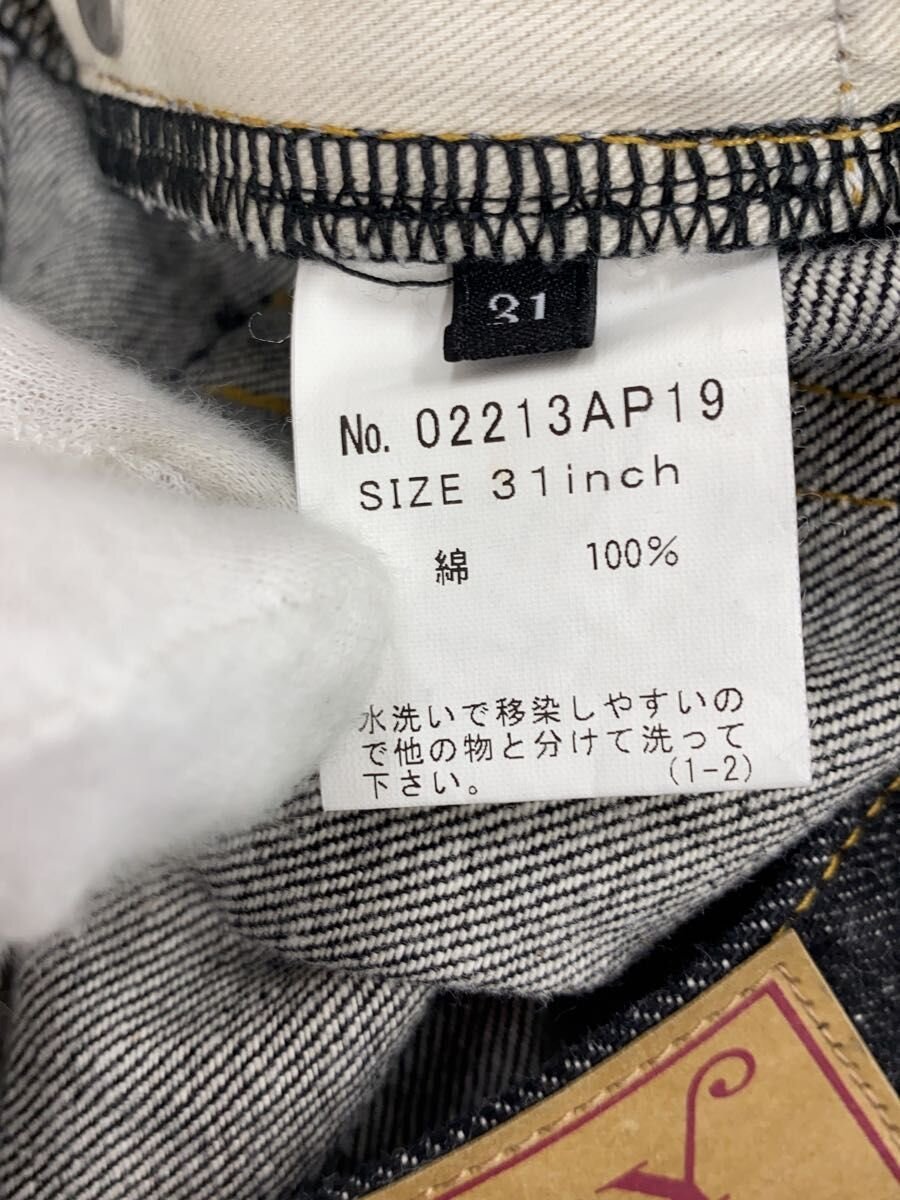 31
No. 02213AP19
SIZE 31inch
綿 100%
水洗いで移染しやすいの
で他の物と分けて洗って
下さい。 (1-2)